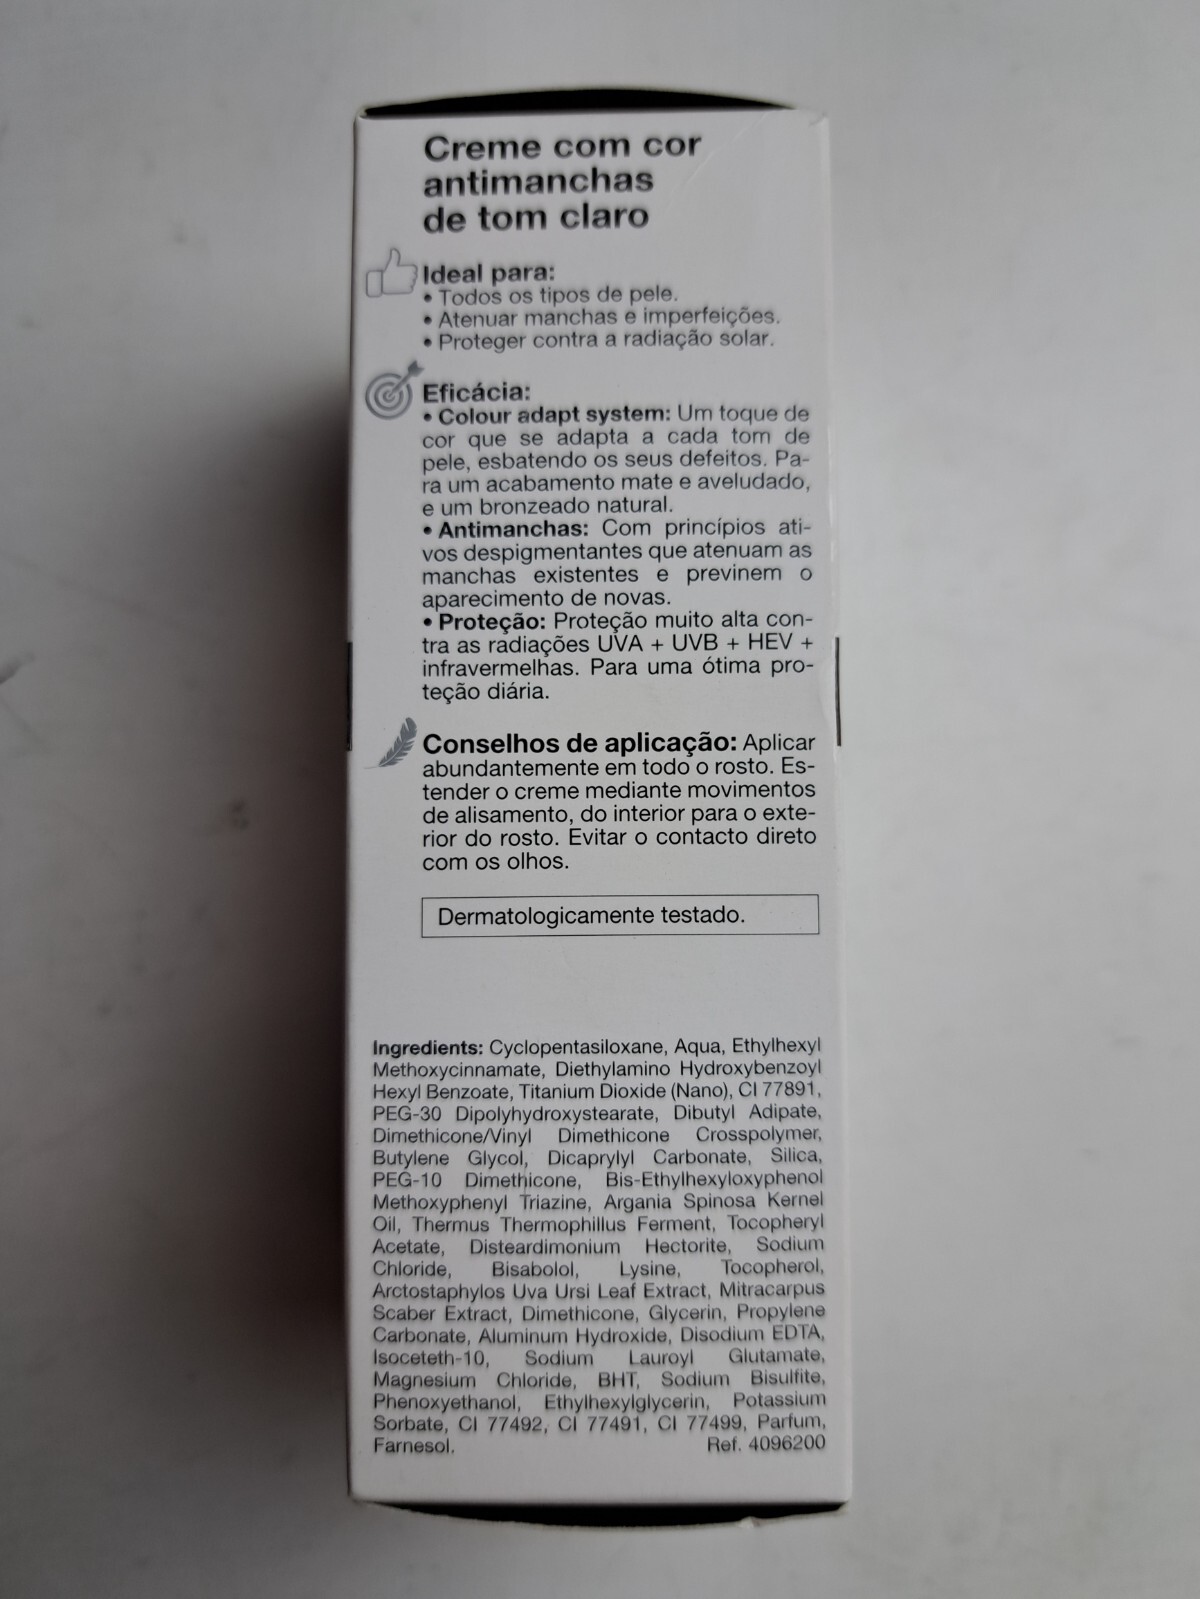 Creme com cor
antimanchas
de tom claro
Ideal para:
• Todos os tipos de pele.
• Atenuar manchas e imperfeições.
• Proteger contra a radiação solar.
Eficácia:
• Colour adapt system: Um toque de
cor que se adapta a cada tom de
pele, esbatendo os seus defeitos. Pa-
ra um acabamento mate e aveludado,
e um bronzeado natural.
• Antimanchas: Com princípios ati-
vos despigmentantes que atenuam as
manchas existentes e previnem o
aparecimento de novas.
• Proteção: Proteção muito alta con-
tra as radiações UVA + UVB + HEV +
infravermelhas. Para uma ótima pro-
teção diária.
Conselhos de aplicação: Aplicar
abundantemente em todo o rosto. Es-
tender o creme mediante movimentos
de alisamento, do interior para o exte-
rior do rosto. Evitar o contacto direto
com os olhos.
Dermatologicamente testado.
Ingredients: Cyclopentasiloxane, Aqua, Ethylhexyl
Methoxycinnamate, Diethylamino Hydroxybenzoyl
Hexyl Benzoate, Titanium Dioxide (Nano), CI 77891,
PEG-30 Dipolyhydroxystearate, Dibutyl Adipate,
Dimethicone/Vinyl Dimethicone Crosspolymer,
Butylene Glycol, Dicaprylyl Carbonate, Silica,
PEG-10 Dimethicone, Bis-Ethylhexyloxyphenol
Methoxyphenyl Triazine, Argania Spinosa Kernel
Oil, Thermus Thermophillus Ferment, Tocopheryl
Acetate, Disteardimonium Hectorite, Sodium
Chloride, Bisabolol, Lysine, Tocopherol,
Arctostaphylos Uva Ursi Leaf Extract, Mitracarpus
Scaber Extract, Dimethicone, Glycerin, Propylene
Carbonate, Aluminum Hydroxide, Disodium EDTA,
Isoceteth-10, Sodium Lauroyl Glutamate,
Magnesium Chloride, BHT, Sodium Bisulfite,
Phenoxyethanol, Ethylhexylglycerin, Potassium
Sorbate, CI 77492, CI 77491, CI 77499, Parfum,
Farnesol. Ref. 4096200